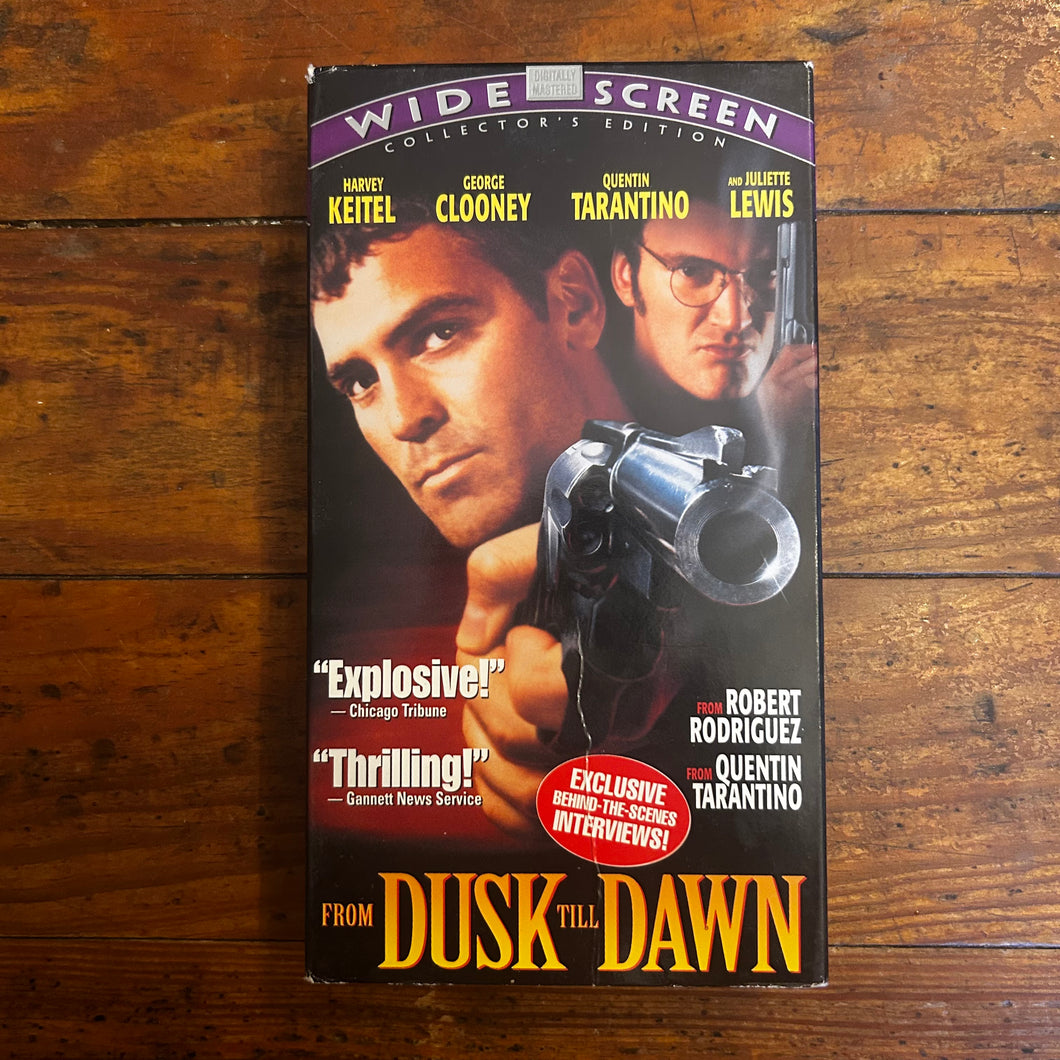 DIGITALLY
MASTERED
WIDE SCREEN
COLLECTOR'S EDITION
HARVEY
KEITEL
GEORGE
CLOONEY
QUENTIN
TARANTINO
AND JULIETTE
LEWIS
“Explosive!”
— Chicago Tribune
“Thrilling!”
— Gannett News Service
FROM ROBERT
RODRIGUEZ
FROM QUENTIN
TARANTINO
EXCLUSIVE
BEHIND-THE-SCENES
INTERVIEWS!
FROM DUSK TILL DAWN